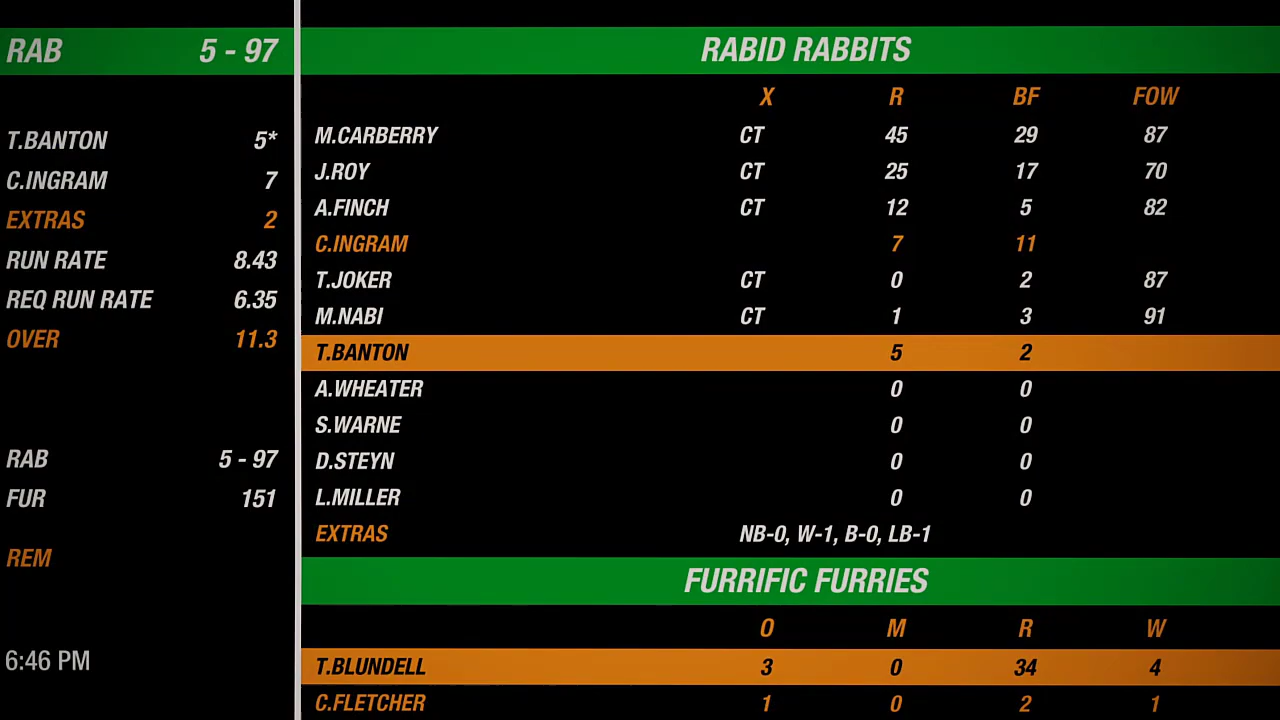 RAB 5 - 97
T.BANTON 5*
C.INGRAM 7
EXTRAS 2
RUN RATE 8.43
REQ RUN RATE 6.35
OVER 11.3
RAB 5 - 97
FUR 151
REM
6:46 PM
RABID RABBITS
X R BF FOW
M.CARBERRY CT 45 29 87
J.ROY CT 25 17 70
A.FINCH CT 12 5 82
C.INGRAM 7 11
T.JOKER CT 0 2 87
M.NABI CT 1 3 91
T.BANTON 5 2
A.WHEATER 0 0
S.WARNE 0 0
D.STEYN 0 0
L.MILLER 0 0
EXTRAS NB-0, W-1, B-0, LB-1
FURRIFIC FURRIES
O M R W
T.BLUNDELL 3 0 34 4
C.FLETCHER 1 0 2 1